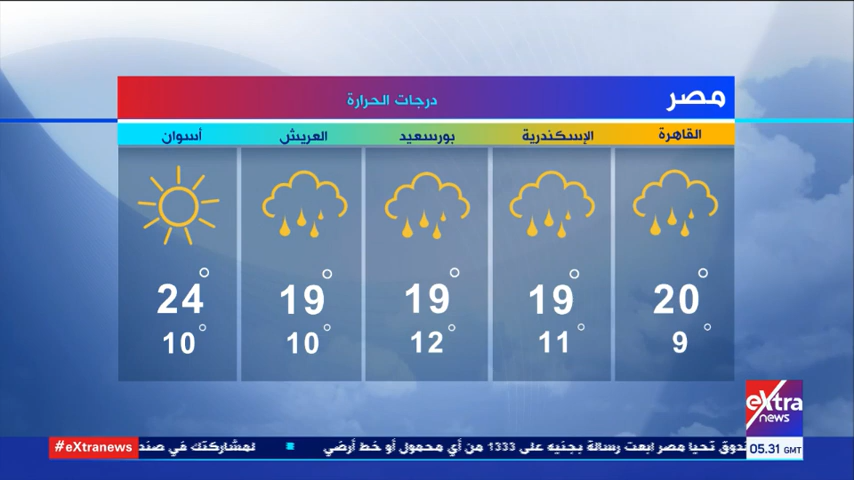 مصر
درجات الحرارة
القاهرة الإسكندرية بورسعيد العريش أسوان
20° 19° 19° 19° 24°
9° 11° 12° 10° 10°
eXtra
news
05.31 GMT
دوق تحيا مصر ابعت رسالة بجنيه على 1333 من أي محمول أو خط أرضي ■ لمشاركتك في صند
#eXtranews